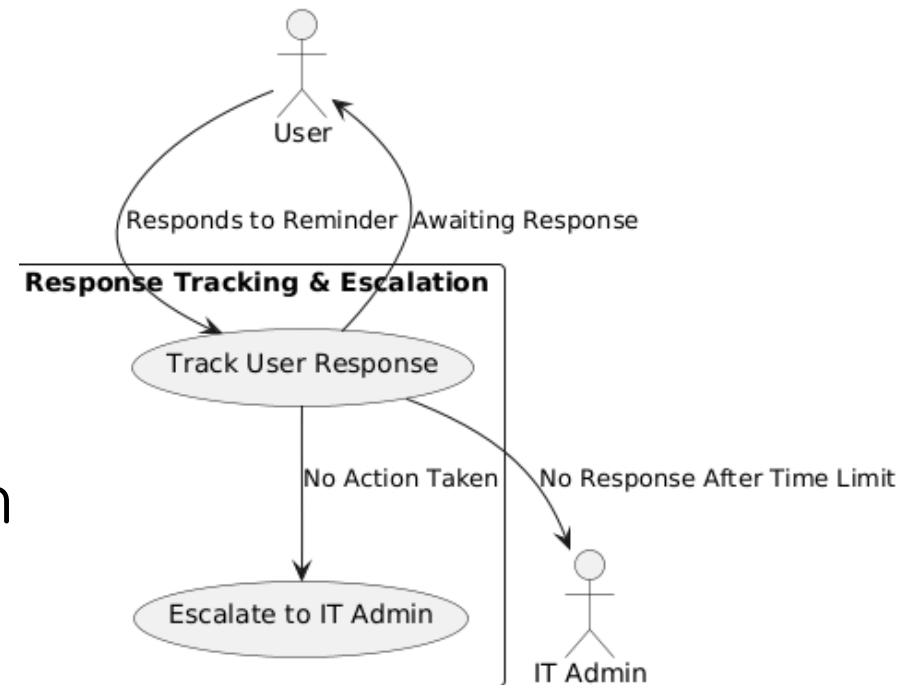 User
Responds to Reminder
Awaiting Response
Response Tracking & Escalation
Track User Response
No Action Taken
No Response After Time Limit
n
Escalate to IT Admin
IT Admin